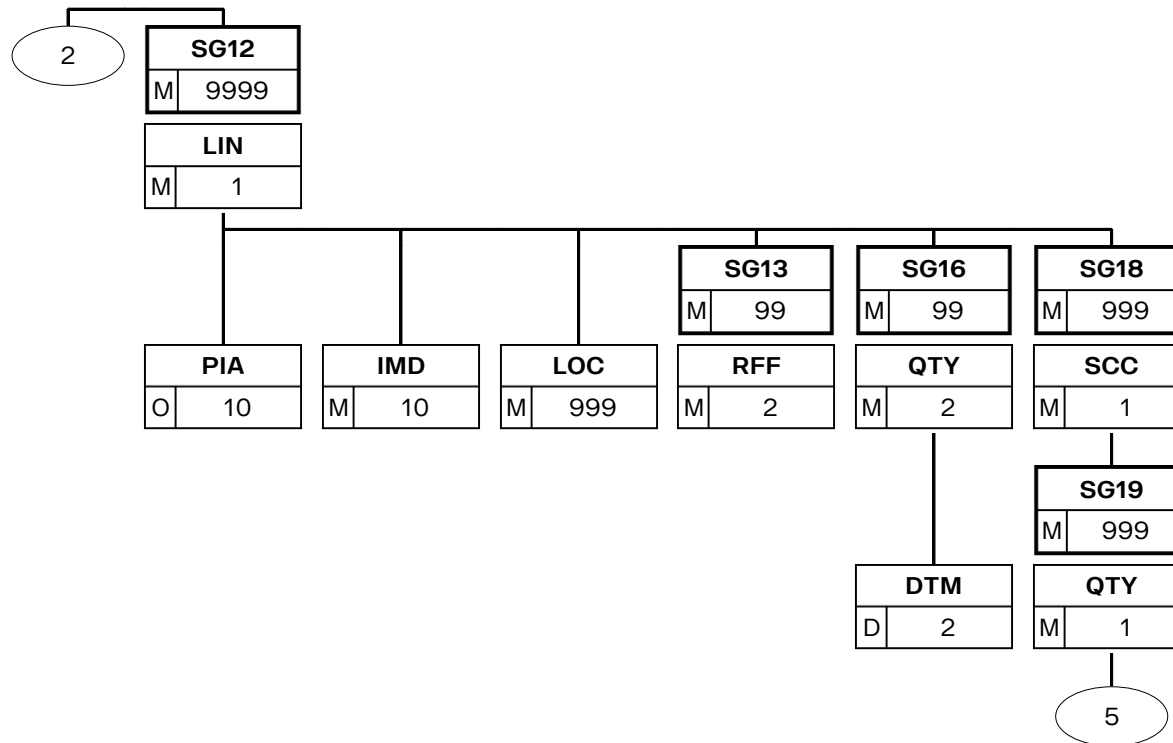 2
SG12
M 9999
LIN
M 1
SG13 SG16 SG18
M 99 M 99 M 999
PIA IMD LOC RFF QTY SCC
O 10 M 10 M 999 M 2 M 2 M 1
SG19
M 999
DTM QTY
D 2 M 1
5